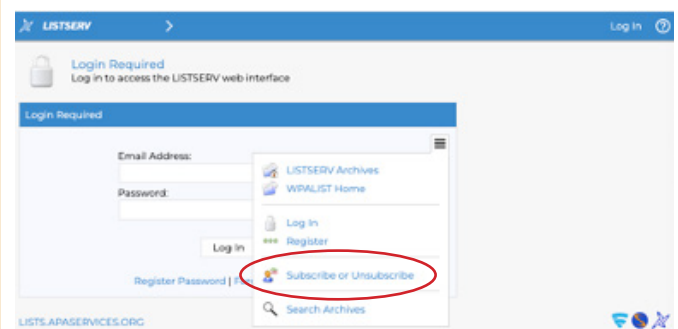 LISTSERV
Log In
Login Required
Log in to access the LISTSERV web interface
Login Required
Email Address:
Password:
Log In
Register Password |
LISTSERV Archives
WPALIST Home
Log In
Register
Subscribe or Unsubscribe
Search Archives
LISTS.APASERVICES.ORG